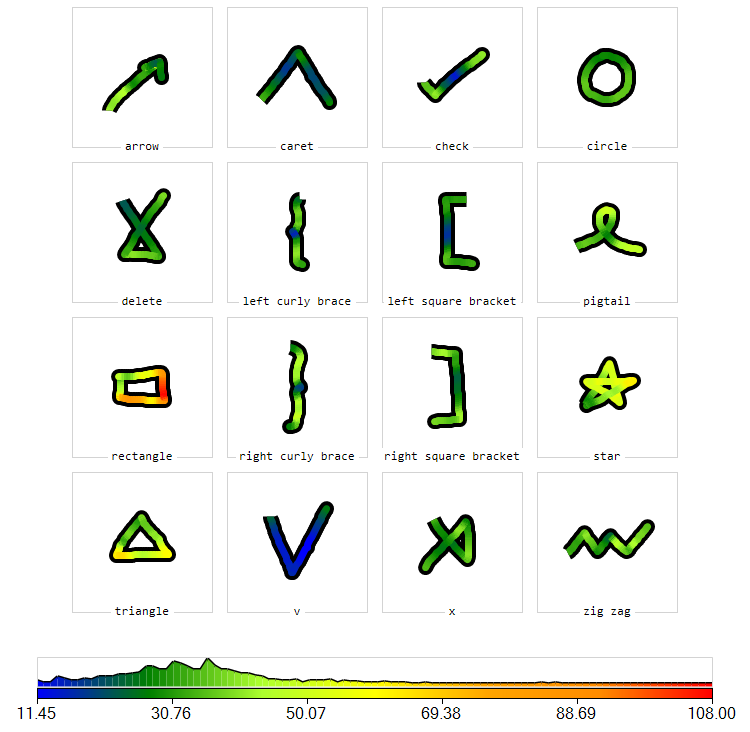 arrow caret check circle
delete left curly brace left square bracket pigtail
rectangle right curly brace right square bracket star
triangle v x zig zag
11.45 30.76 50.07 69.38 88.69 108.00